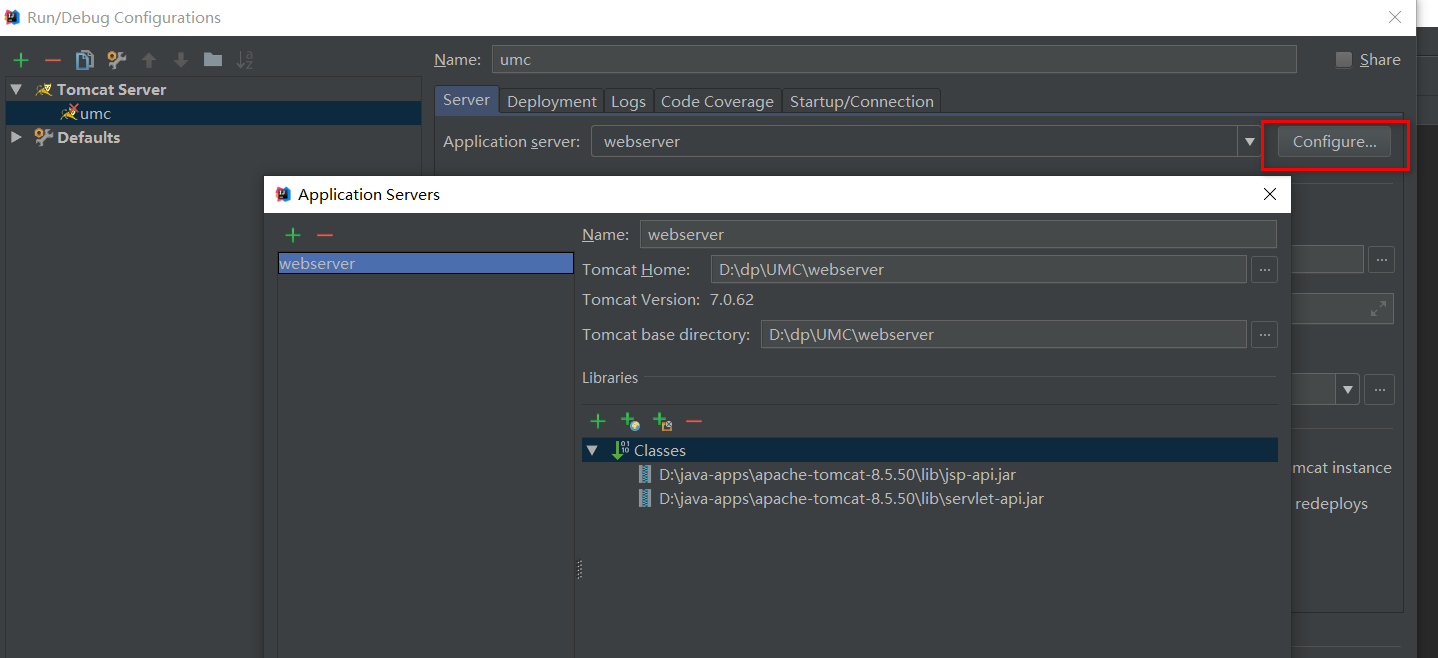 Run/Debug Configurations
Name: umc Share
Tomcat Server
umc
Defaults
Server Deployment Logs Code Coverage Startup/Connection
Application server: webserver Configure...
Application Servers
webserver
Name: webserver
Tomcat Home: D:\dp\UMC\webserver ...
Tomcat Version: 7.0.62
Tomcat base directory: D:\dp\UMC\webserver ...
Libraries
Classes
D:\java-apps\apache-tomcat-8.5.50\lib\jsp-api.jar
D:\java-apps\apache-tomcat-8.5.50\lib\servlet-api.jar
...
...
mcat instance
redeploys